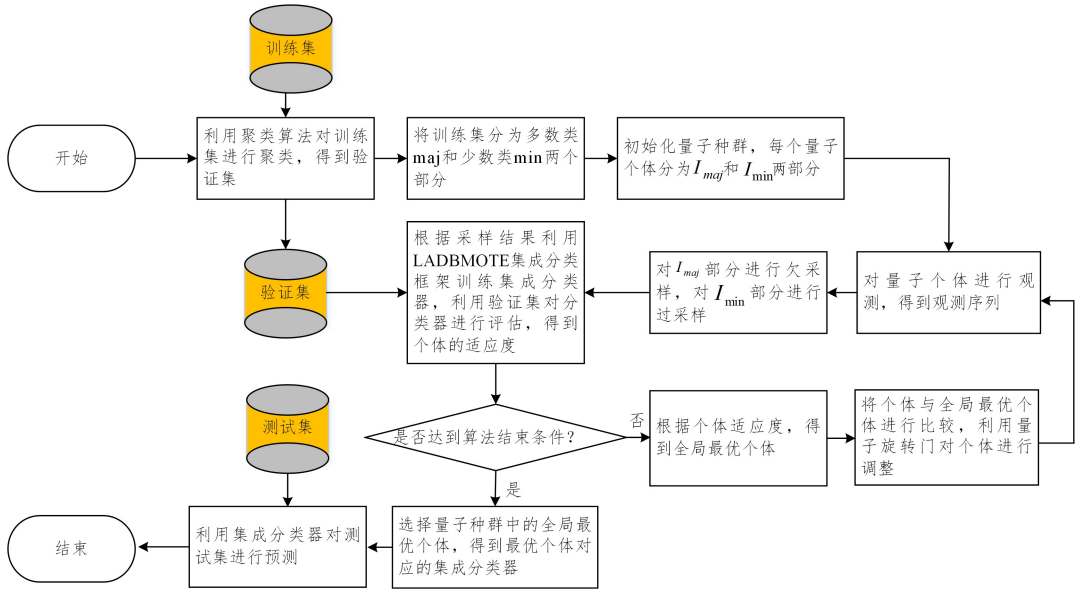 训练集
开始
利用聚类算法对训练
集进行聚类，得到验
证集
将训练集分为多数类
maj和少数类min两个
部分
初始化量子种群，每个量子
个体分为I_maj和I_min两部分
验证集
根据采样结果利用
LADBMOTE集成分类
框架训练集成分类
器，利用验证集对分
类器进行评估，得到
个体的适应度
对I_maj部分进行欠采
样，对I_min部分进行
过采样
对量子个体进行观
测，得到观测序列
测试集
是否达到算法结束条件？
否
根据个体适应度，得
到全局最优个体
将个体与全局最优个
体进行比较，利用量
子旋转门对个体进行
调整
是
结束
利用集成分类器对测
试集进行预测
选择量子种群中的全局最
优个体，得到最优个体对
应的集成分类器